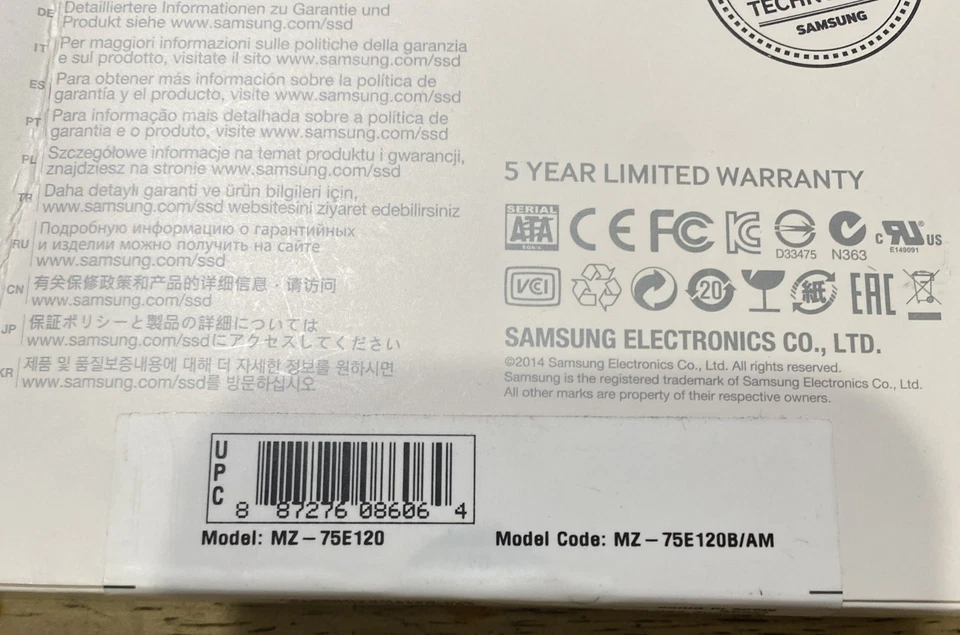 DE Detailliertere Informationen zu Garantie und
Produkt siehe www.samsung.com/ssd
IT Per maggiori informazioni sulle politiche della garanzia
e sul prodotto, visitate il sito www.samsung.com/ssd
ES Para obtener más información sobre la política de
garantía y el producto, visite www.samsung.com/ssd
PT Para informação mais detalhada sobre a política de
garantia e o produto, visite www.samsung.com/ssd
PL Szczegółowe informacje na temat produktu i gwarancji,
znajdziesz na stronie www.samsung.com/ssd
TR Daha detaylı garanti ve ürün bilgileri için,
www.samsung.com/ssd websitesini ziyaret edebilirsiniz
RU Подробную информацию о гарантийных
и изделии можно получить на сайте
www.samsung.com/ssd
CN 有关保修政策和产品的详细信息，请访问
www.samsung.com/ssd
JP 保証ポリシーと製品の詳細については
www.samsung.com/ssdにアクセスしてください
KR 제품 및 품질보증내용에 대해 더 자세한 정보를 원하시면
www.samsung.com/ssd를 방문하십시오
SAMSUNG
5 YEAR LIMITED WARRANTY
SERIAL
ATA
CE FC KC
D33475
N363
c RU US
E149091
VCI
20
紙
EAC
SAMSUNG ELECTRONICS CO., LTD.
©2014 Samsung Electronics Co., Ltd. All rights reserved.
Samsung is the registered trademark of Samsung Electronics Co., Ltd.
All other marks are property of their respective owners.
UPC
8 87276 08606 4
Model: MZ-75E120
Model Code: MZ-75E120B/AM